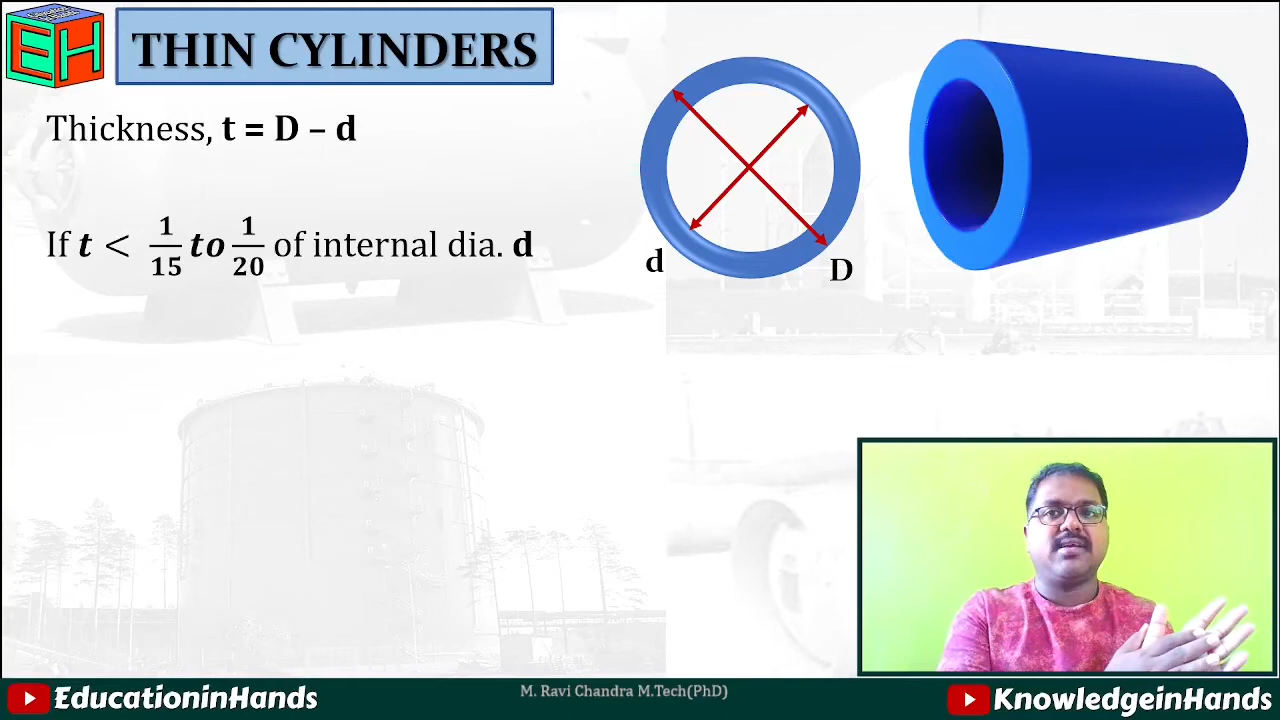 EH
THIN CYLINDERS
Thickness, t = D – d
If t < 1/15 to 1/20 of internal dia. d
d
D
EducationinHands
M. Ravi Chandra M.Tech(PhD)
KnowledgeinHands